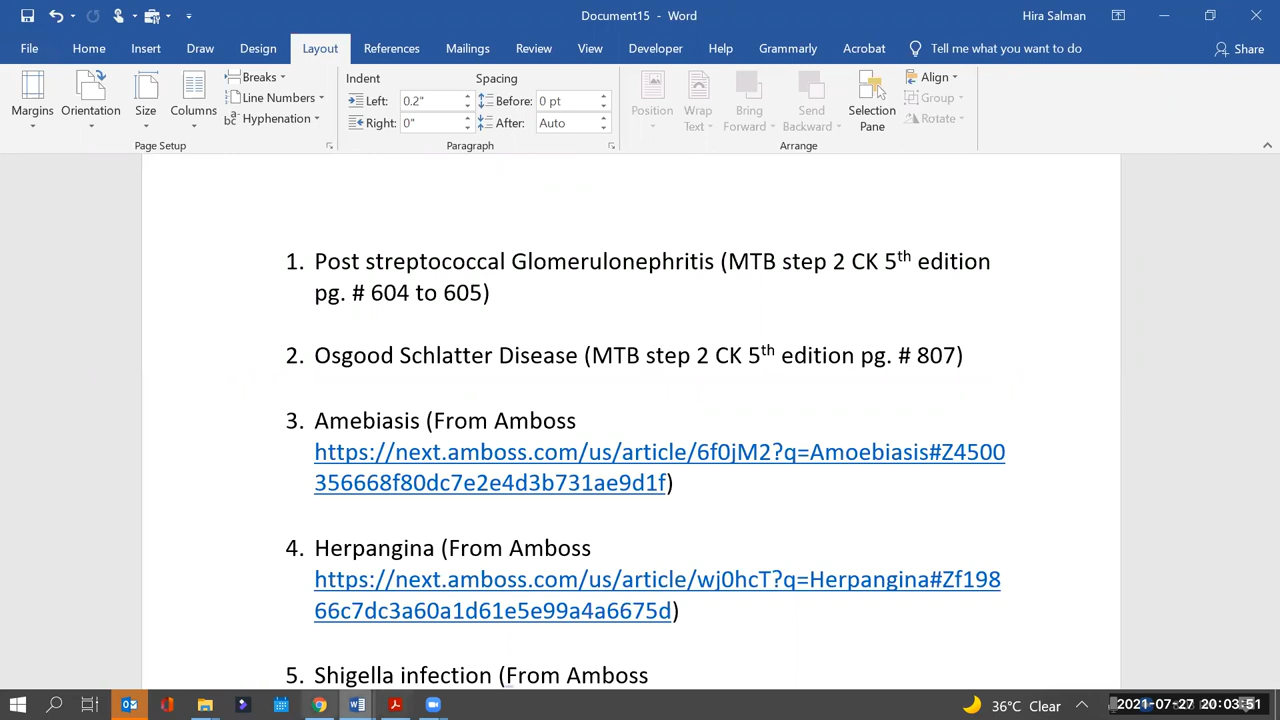 Document15 - Word
Hira Salman
File Home Insert Draw Design Layout References Mailings Review View Developer Help Grammarly Acrobat Tell me what you want to do Share
Margins Orientation Size Columns
Breaks
Line Numbers
Hyphenation
Page Setup
Indent Spacing
Left: 0.2" Before: 0 pt
Right: 0" After: Auto
Paragraph
Position Wrap Text Bring Forward Send Backward Selection Pane
Align
Group
Rotate
Arrange
1. Post streptococcal Glomerulonephritis (MTB step 2 CK 5th edition
pg. # 604 to 605)
2. Osgood Schlatter Disease (MTB step 2 CK 5th edition pg. # 807)
3. Amebiasis (From Amboss
https://next.amboss.com/us/article/6f0jM2?q=Amoebiasis#Z4500
356668f80dc7e2e4d3b731ae9d1f)
4. Herpangina (From Amboss
https://next.amboss.com/us/article/wj0hcT?q=Herpangina#Zf198
66c7dc3a60a1d61e5e99a4a6675d)
5. Shigella infection (From Amboss
36°C Clear
2021-07-27 20:03:51